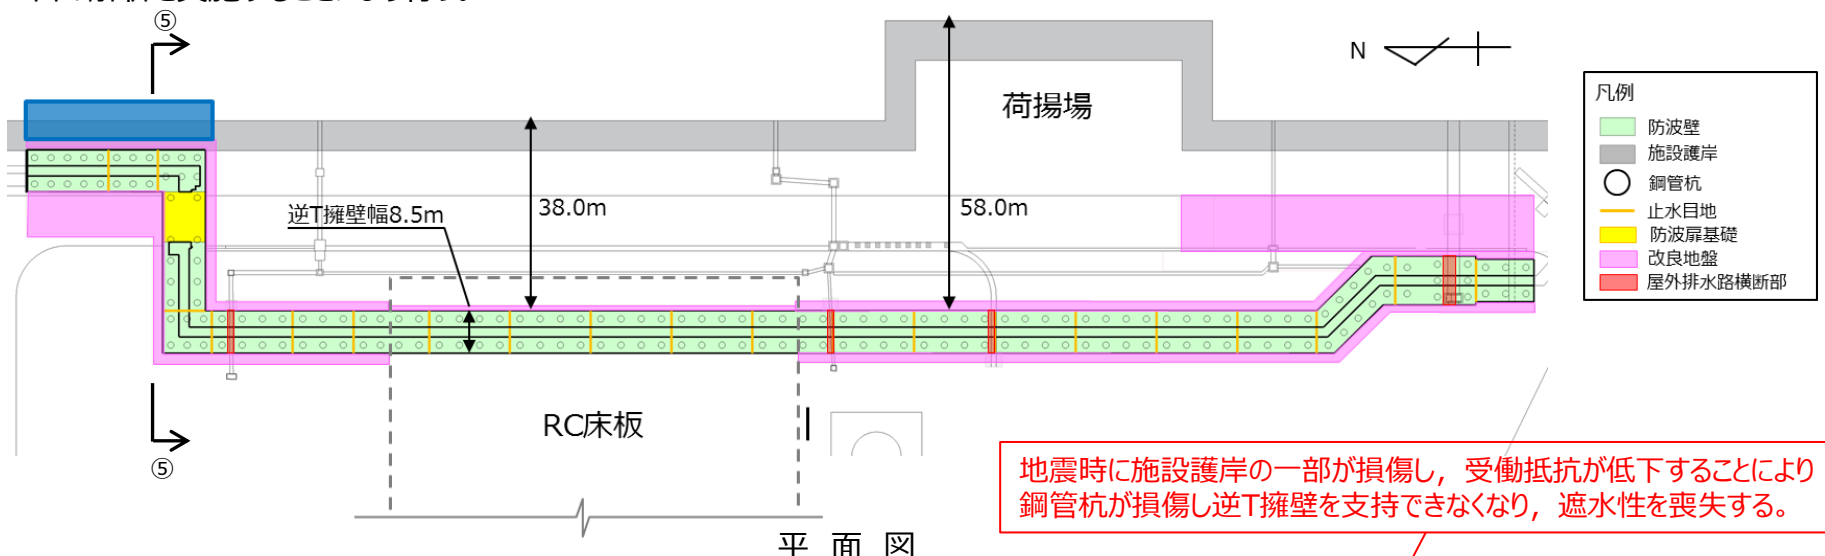 ⑤
N
荷揚場
凡例
防波壁
施設護岸
鋼管杭
止水目地
防波扉基礎
改良地盤
屋外排水路横断部
逆T擁壁幅8.5m
38.0m
58.0m
RC床板
⑤
地震時に施設護岸の一部が損傷し，受働抵抗が低下することにより
鋼管杭が損傷し逆T擁壁を支持できなくなり，遮水性を喪失する。
平 面 図